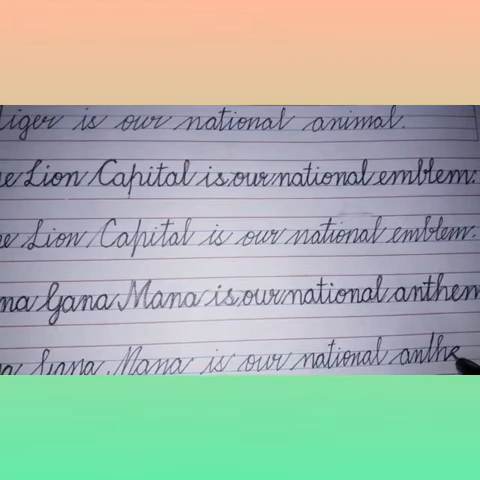 Tiger is our national animal.
e Lion Capital is our national emblem.
e Lion Capital is our national emblem.
na Gana Mana is our national anthem
a Gana Mana is our national anthe